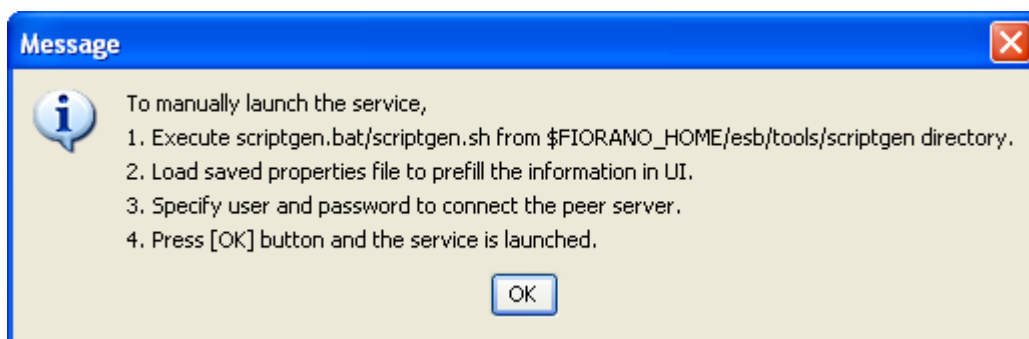 Message
To manually launch the service,
1. Execute scriptgen.bat/scriptgen.sh from $FIORANO_HOME/esb/tools/scriptgen directory.
2. Load saved properties file to prefill the information in UI.
3. Specify user and password to connect the peer server.
4. Press [OK] button and the service is launched.
OK